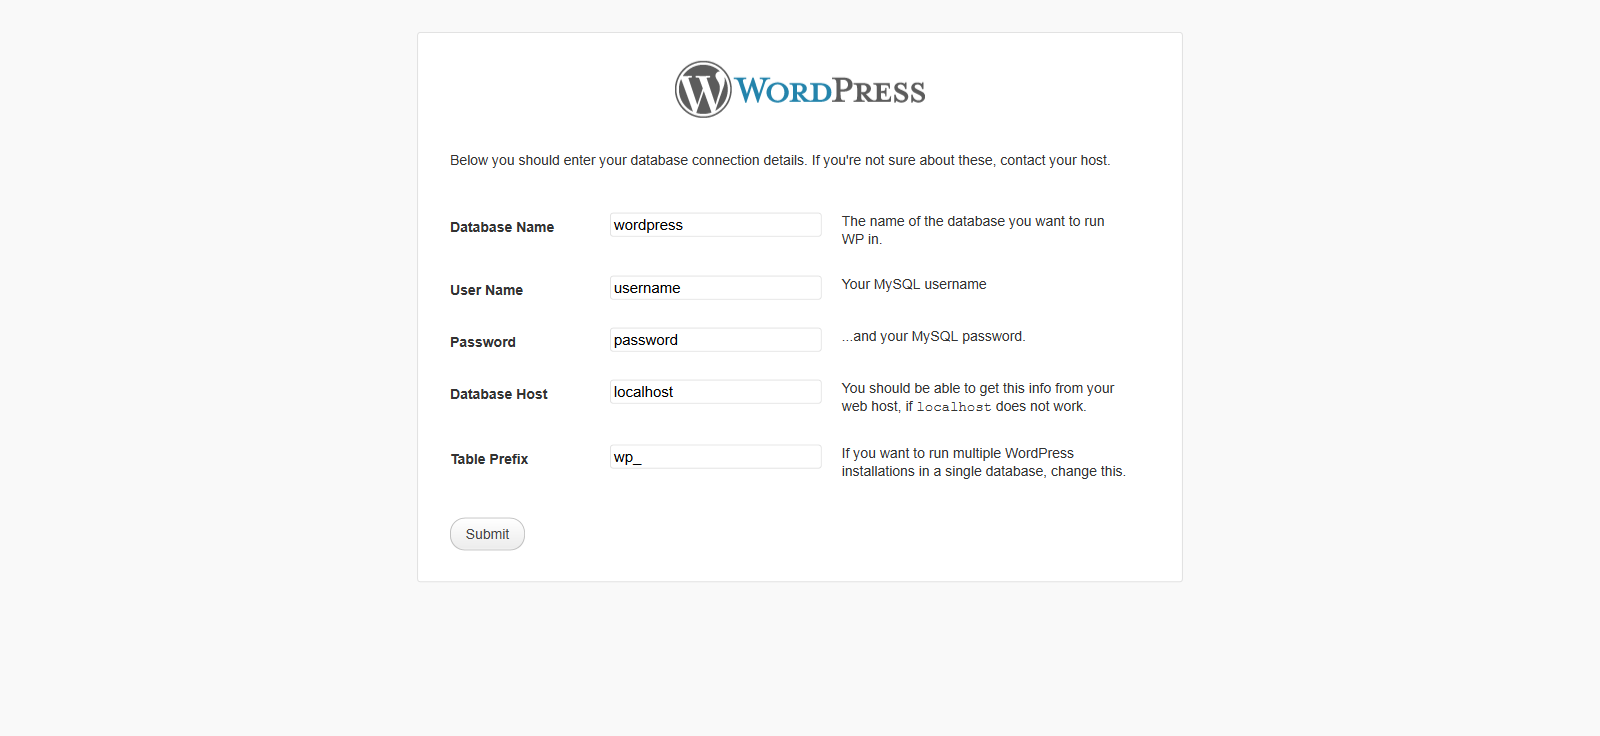 WORDPRESS
Below you should enter your database connection details. If you're not sure about these, contact your host.
Database Name
wordpress
The name of the database you want to run
WP in.
User Name
username
Your MySQL username
Password
password
...and your MySQL password.
Database Host
localhost
You should be able to get this info from your
web host, if localhost does not work.
Table Prefix
wp_
If you want to run multiple WordPress
installations in a single database, change this.
Submit